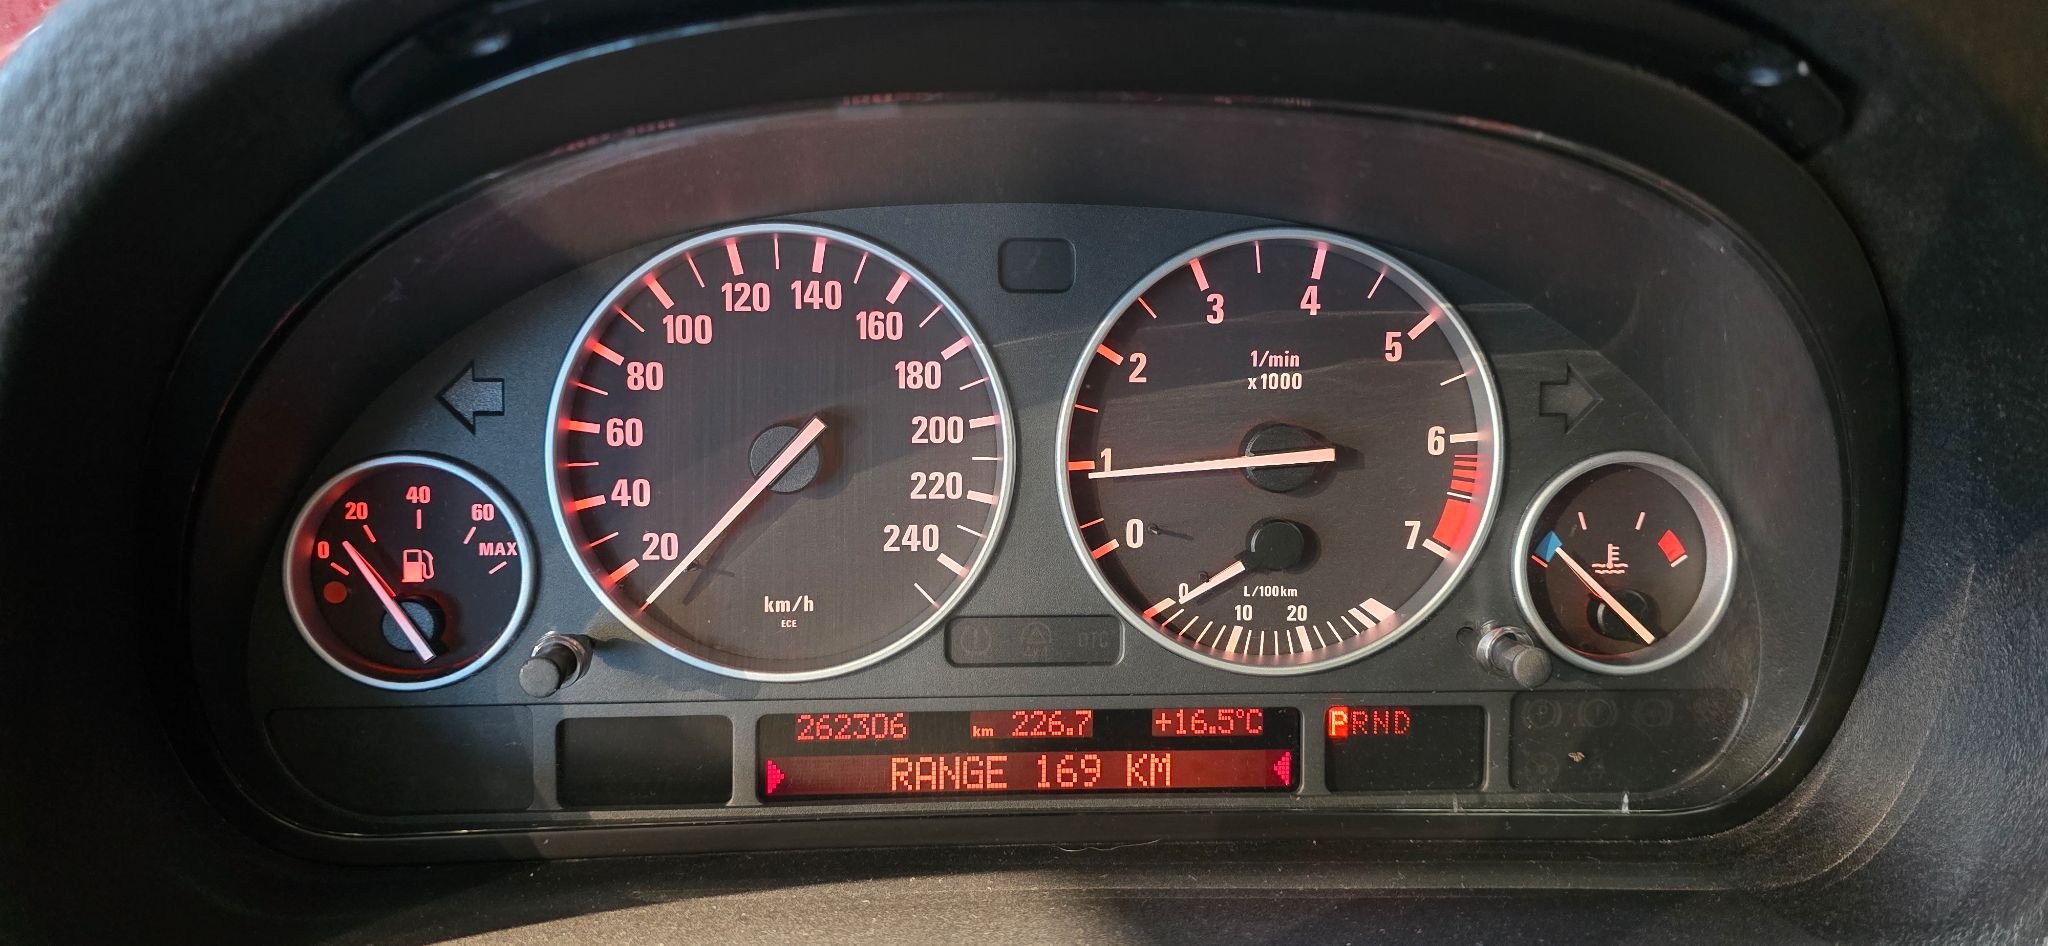 120 140
100 160
80 180
60 200
40 220
20 240
km/h
ECE
3 4
2 5
1/min
x1000
1 6
0 7
L/100km
0 10 20
0 20 40 60
MAX
DTC
262306 km 226.7 +16.5°C
PRND
RANGE 169 KM